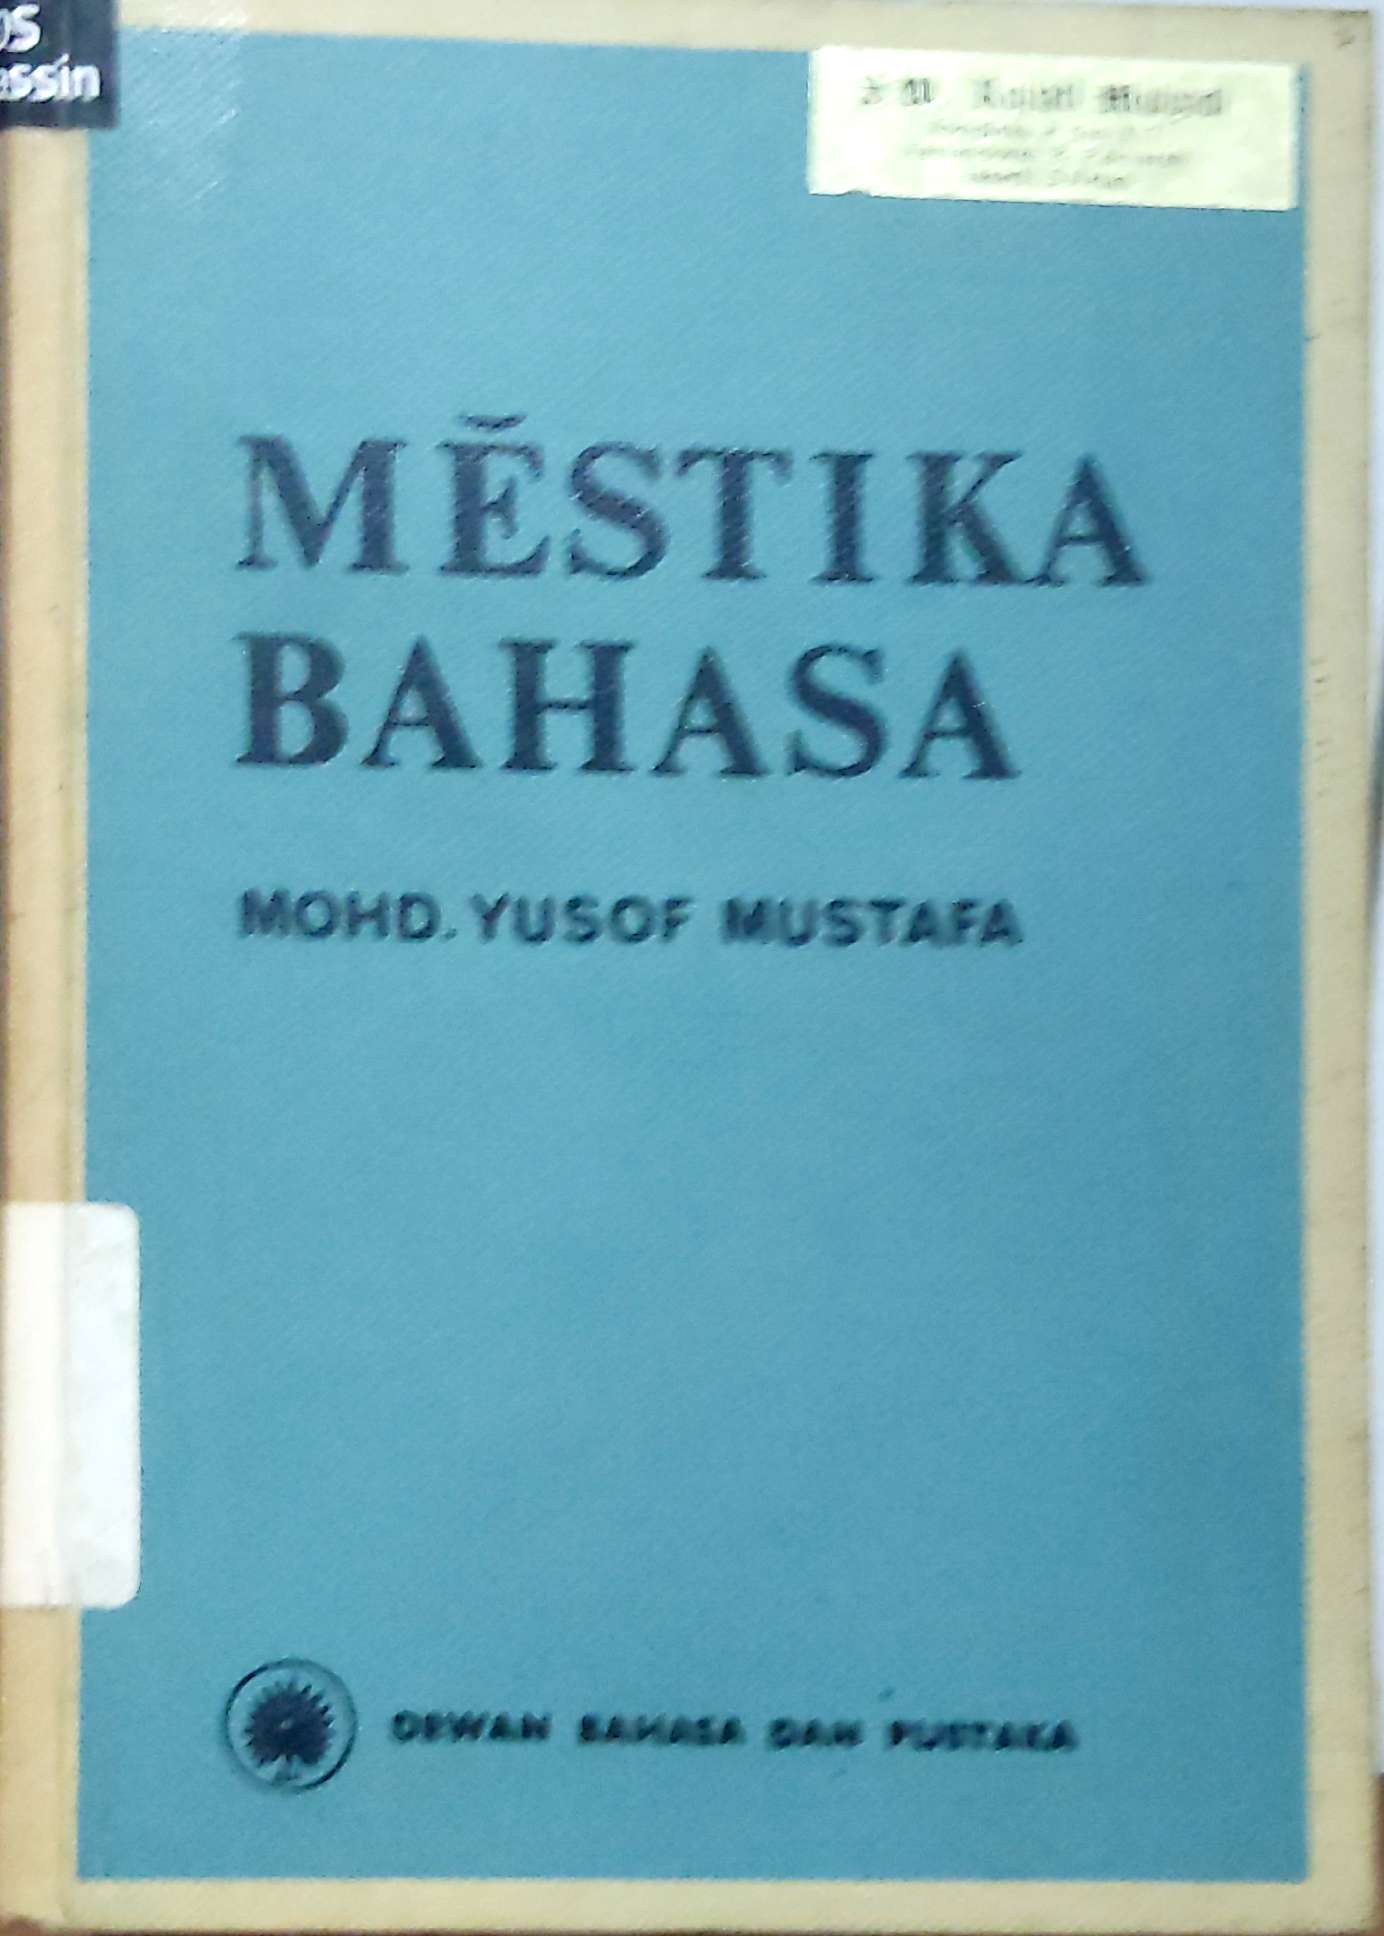 MĚSTIKA
BAHASA
MOHD. YUSOF MUSTAFA
DEWAN BAHASA DAN PUSTAKA